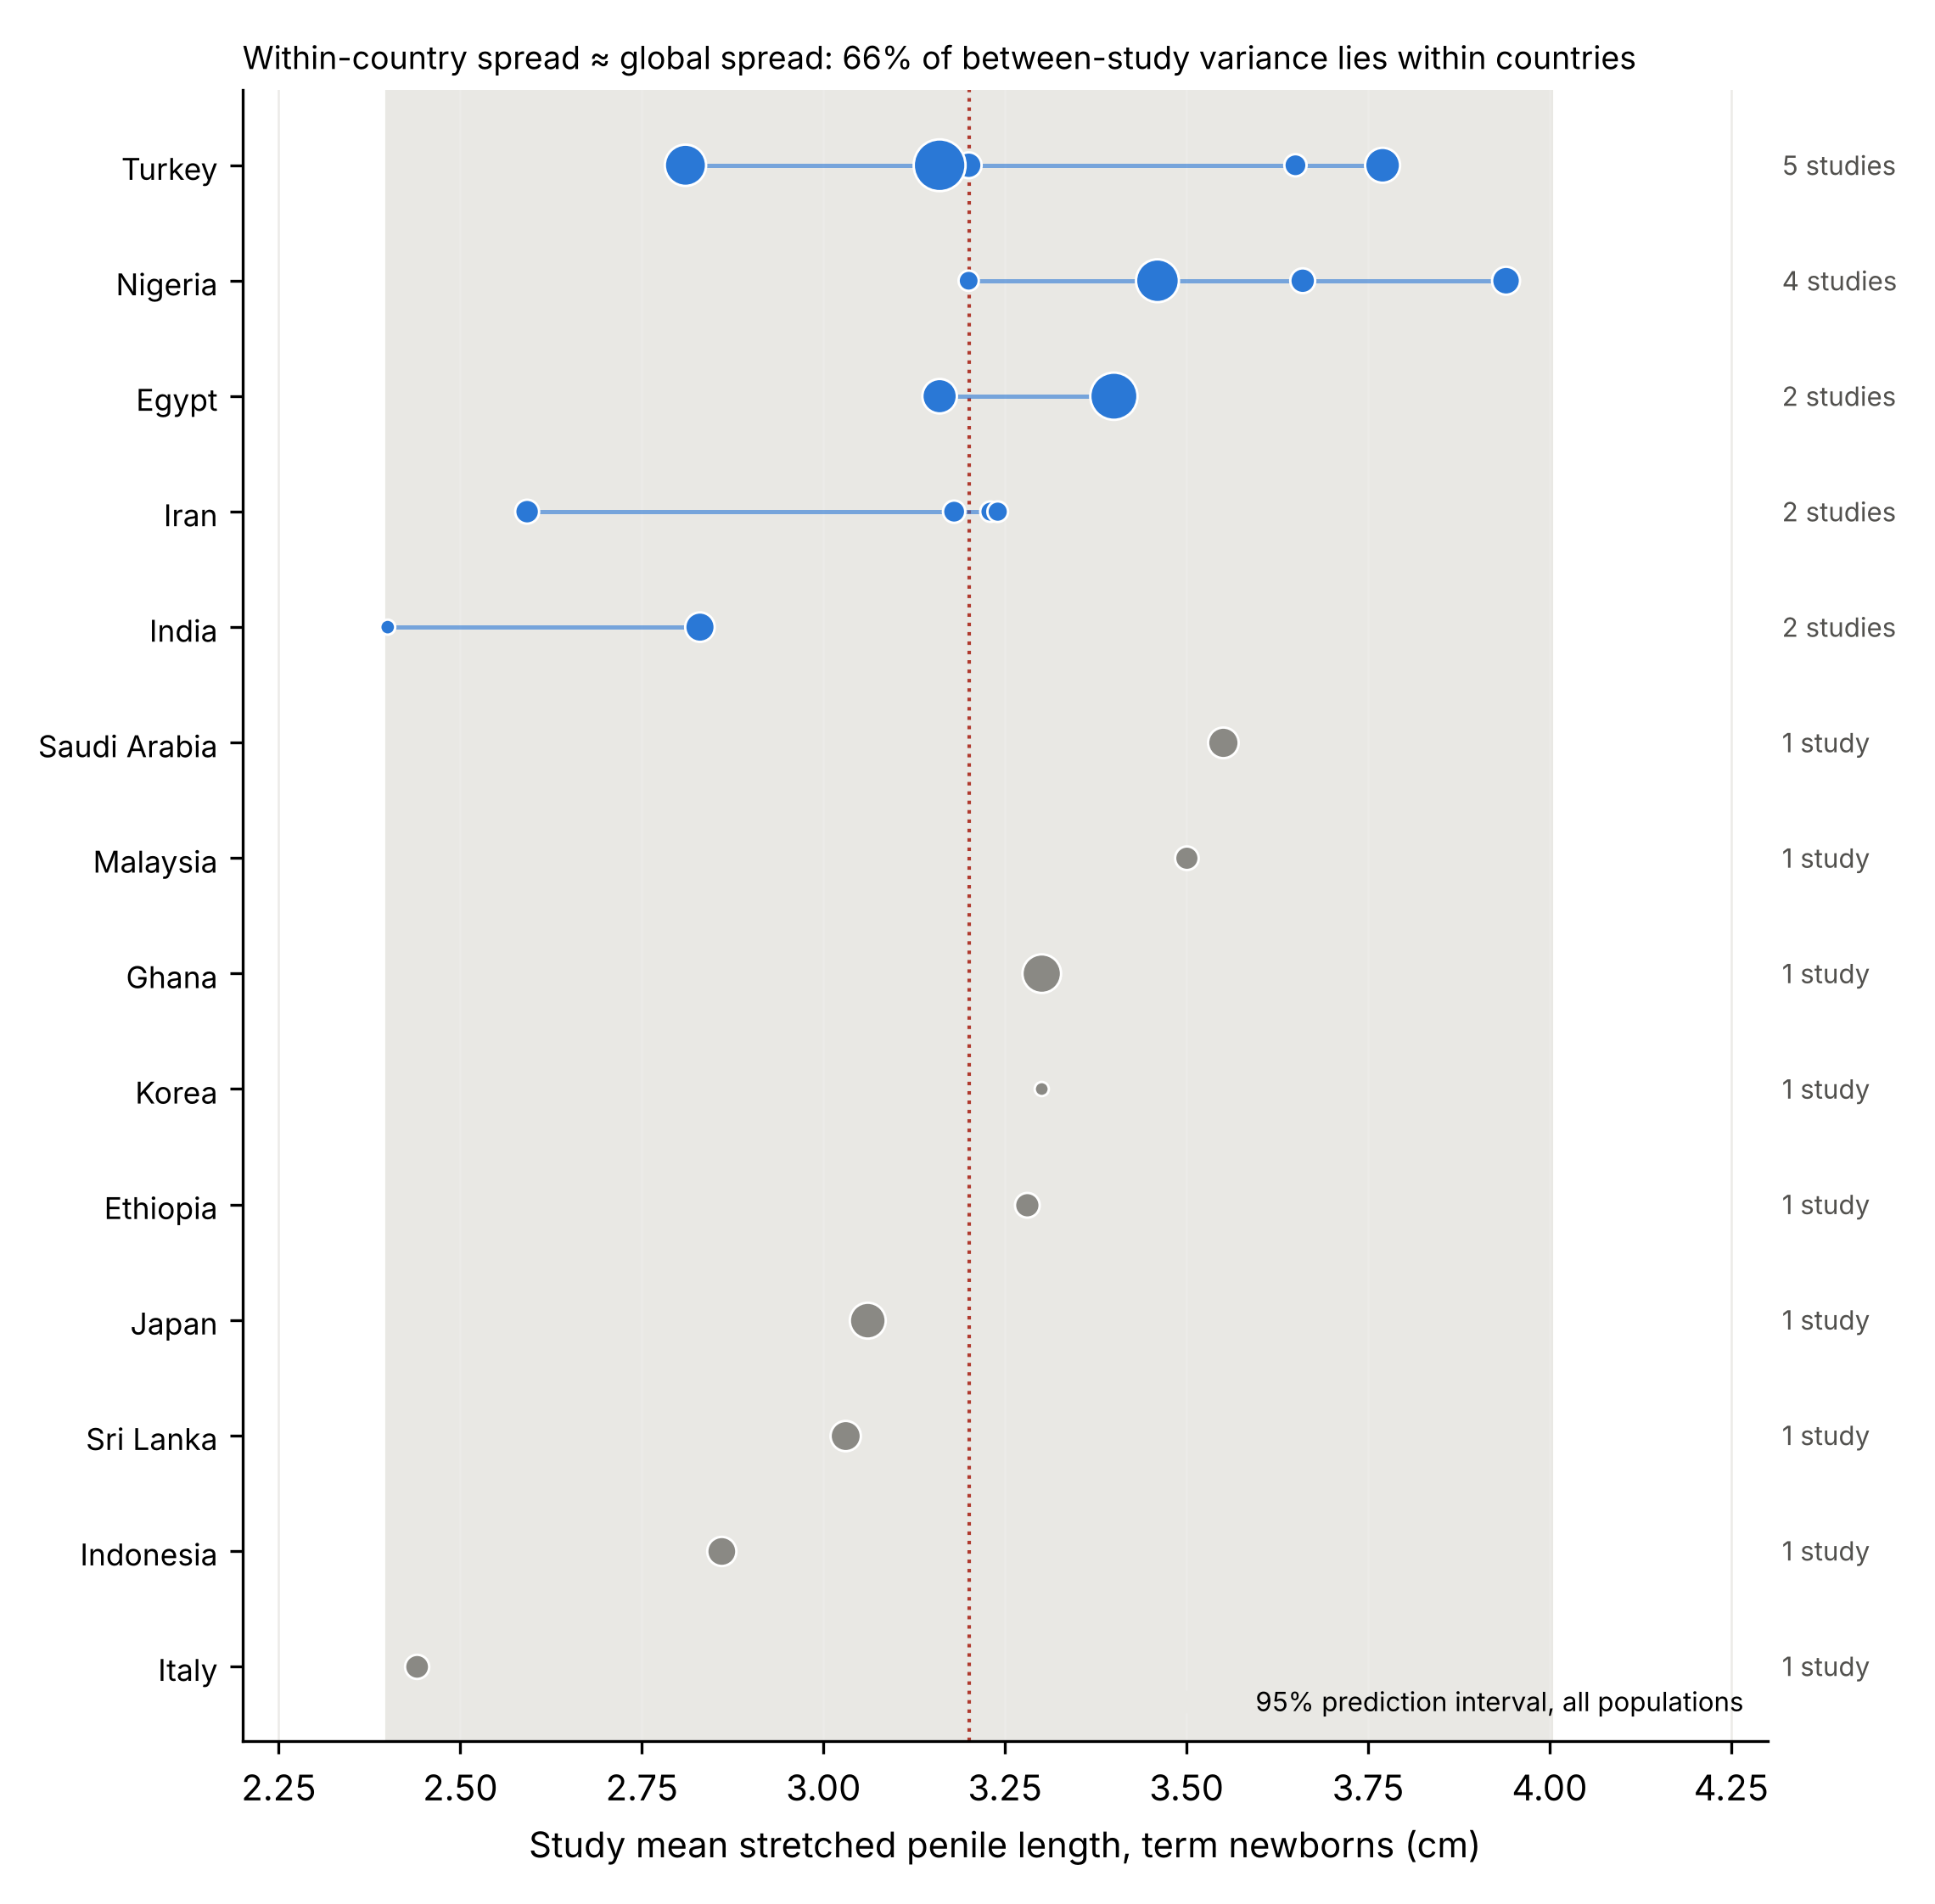 Within-country spread ≈ global spread: 66% of between-study variance lies within countries
Turkey 5 studies
Nigeria 4 studies
Egypt 2 studies
Iran 2 studies
India 2 studies
Saudi Arabia 1 study
Malaysia 1 study
Ghana 1 study
Korea 1 study
Ethiopia 1 study
Japan 1 study
Sri Lanka 1 study
Indonesia 1 study
Italy 1 study
95% prediction interval, all populations
2.25 2.50 2.75 3.00 3.25 3.50 3.75 4.00 4.25
Study mean stretched penile length, term newborns (cm)